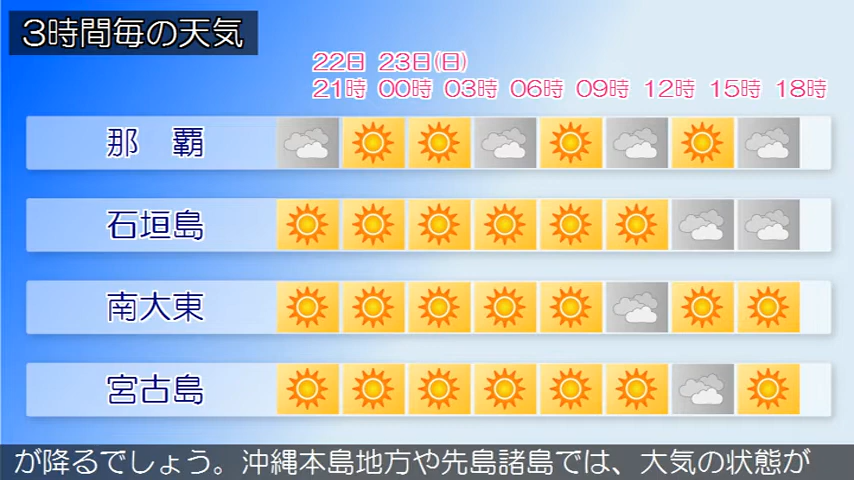 3時間毎の天気
22日 23日(日)
21時 00時 03時 06時 09時 12時 15時 18時
那　覇
石垣島
南大東
宮古島
が降るでしょう。沖縄本島地方や先島諸島では、大気の状態が